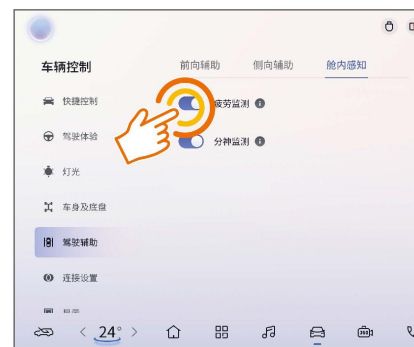 车辆控制
前向辅助 侧向辅助 舱内感知
快捷控制
疲劳监测
驾驶体验
分神监测
灯光
车身及底盘
驾驶辅助
连接设置
< 24° >
360